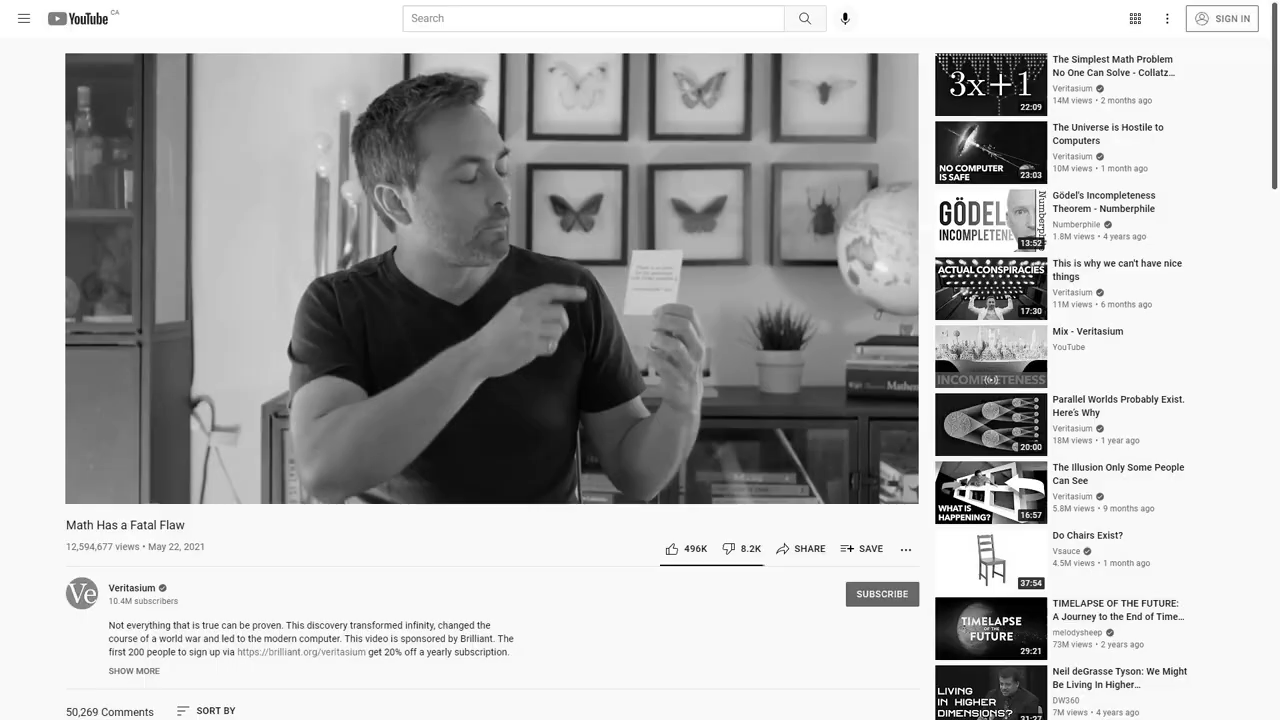 YouTube CA
Search
SIGN IN
Math Has a Fatal Flaw
12,594,677 views • May 22, 2021
496K
8.2K
SHARE
SAVE
Ve
Veritasium
10.4M subscribers
SUBSCRIBE
Not everything that is true can be proven. This discovery transformed infinity, changed the
course of a world war and led to the modern computer. This video is sponsored by Brilliant. The
first 200 people to sign up via https://brilliant.org/veritasium get 20% off a yearly subscription.
SHOW MORE
50,269 Comments
SORT BY
3x+1
22:09
The Simplest Math Problem
No One Can Solve - Collatz...
Veritasium
14M views • 2 months ago
NO COMPUTER
IS SAFE
23:03
The Universe is Hostile to
Computers
Veritasium
10M views • 1 month ago
GÖDEL
INCOMPLETENE
Numberph
13:52
Gödel's Incompleteness
Theorem - Numberphile
Numberphile
1.8M views • 4 years ago
ACTUAL CONSPIRACIES
17:30
This is why we can't have nice
things
Veritasium
11M views • 6 months ago
INCOMPLETENESS
Mix - Veritasium
YouTube
20:00
Parallel Worlds Probably Exist.
Here's Why
Veritasium
18M views • 1 year ago
WHAT IS
HAPPENING?
16:57
The Illusion Only Some People
Can See
Veritasium
5.8M views • 9 months ago
37:54
Do Chairs Exist?
Vsauce
4.5M views • 1 month ago
TIMELAPSE
OF THE
FUTURE
29:21
TIMELAPSE OF THE FUTURE:
A Journey to the End of Time...
melodysheep
73M views • 2 years ago
LIVING
IN HIGHER
DIMENSIONS?
31:27
Neil deGrasse Tyson: We Might
Be Living In Higher...
DW360
7M views • 4 years ago